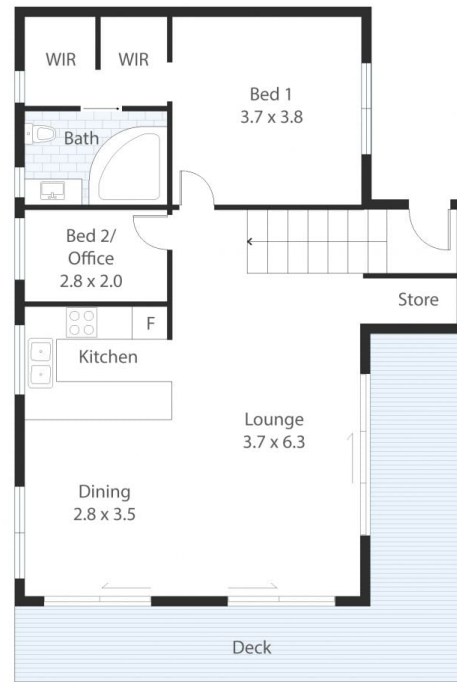 WIR
WIR
Bed 1
3.7 x 3.8
Bath
Bed 2/
Office
2.8 x 2.0
Store
F
Kitchen
Lounge
3.7 x 6.3
Dining
2.8 x 3.5
Deck